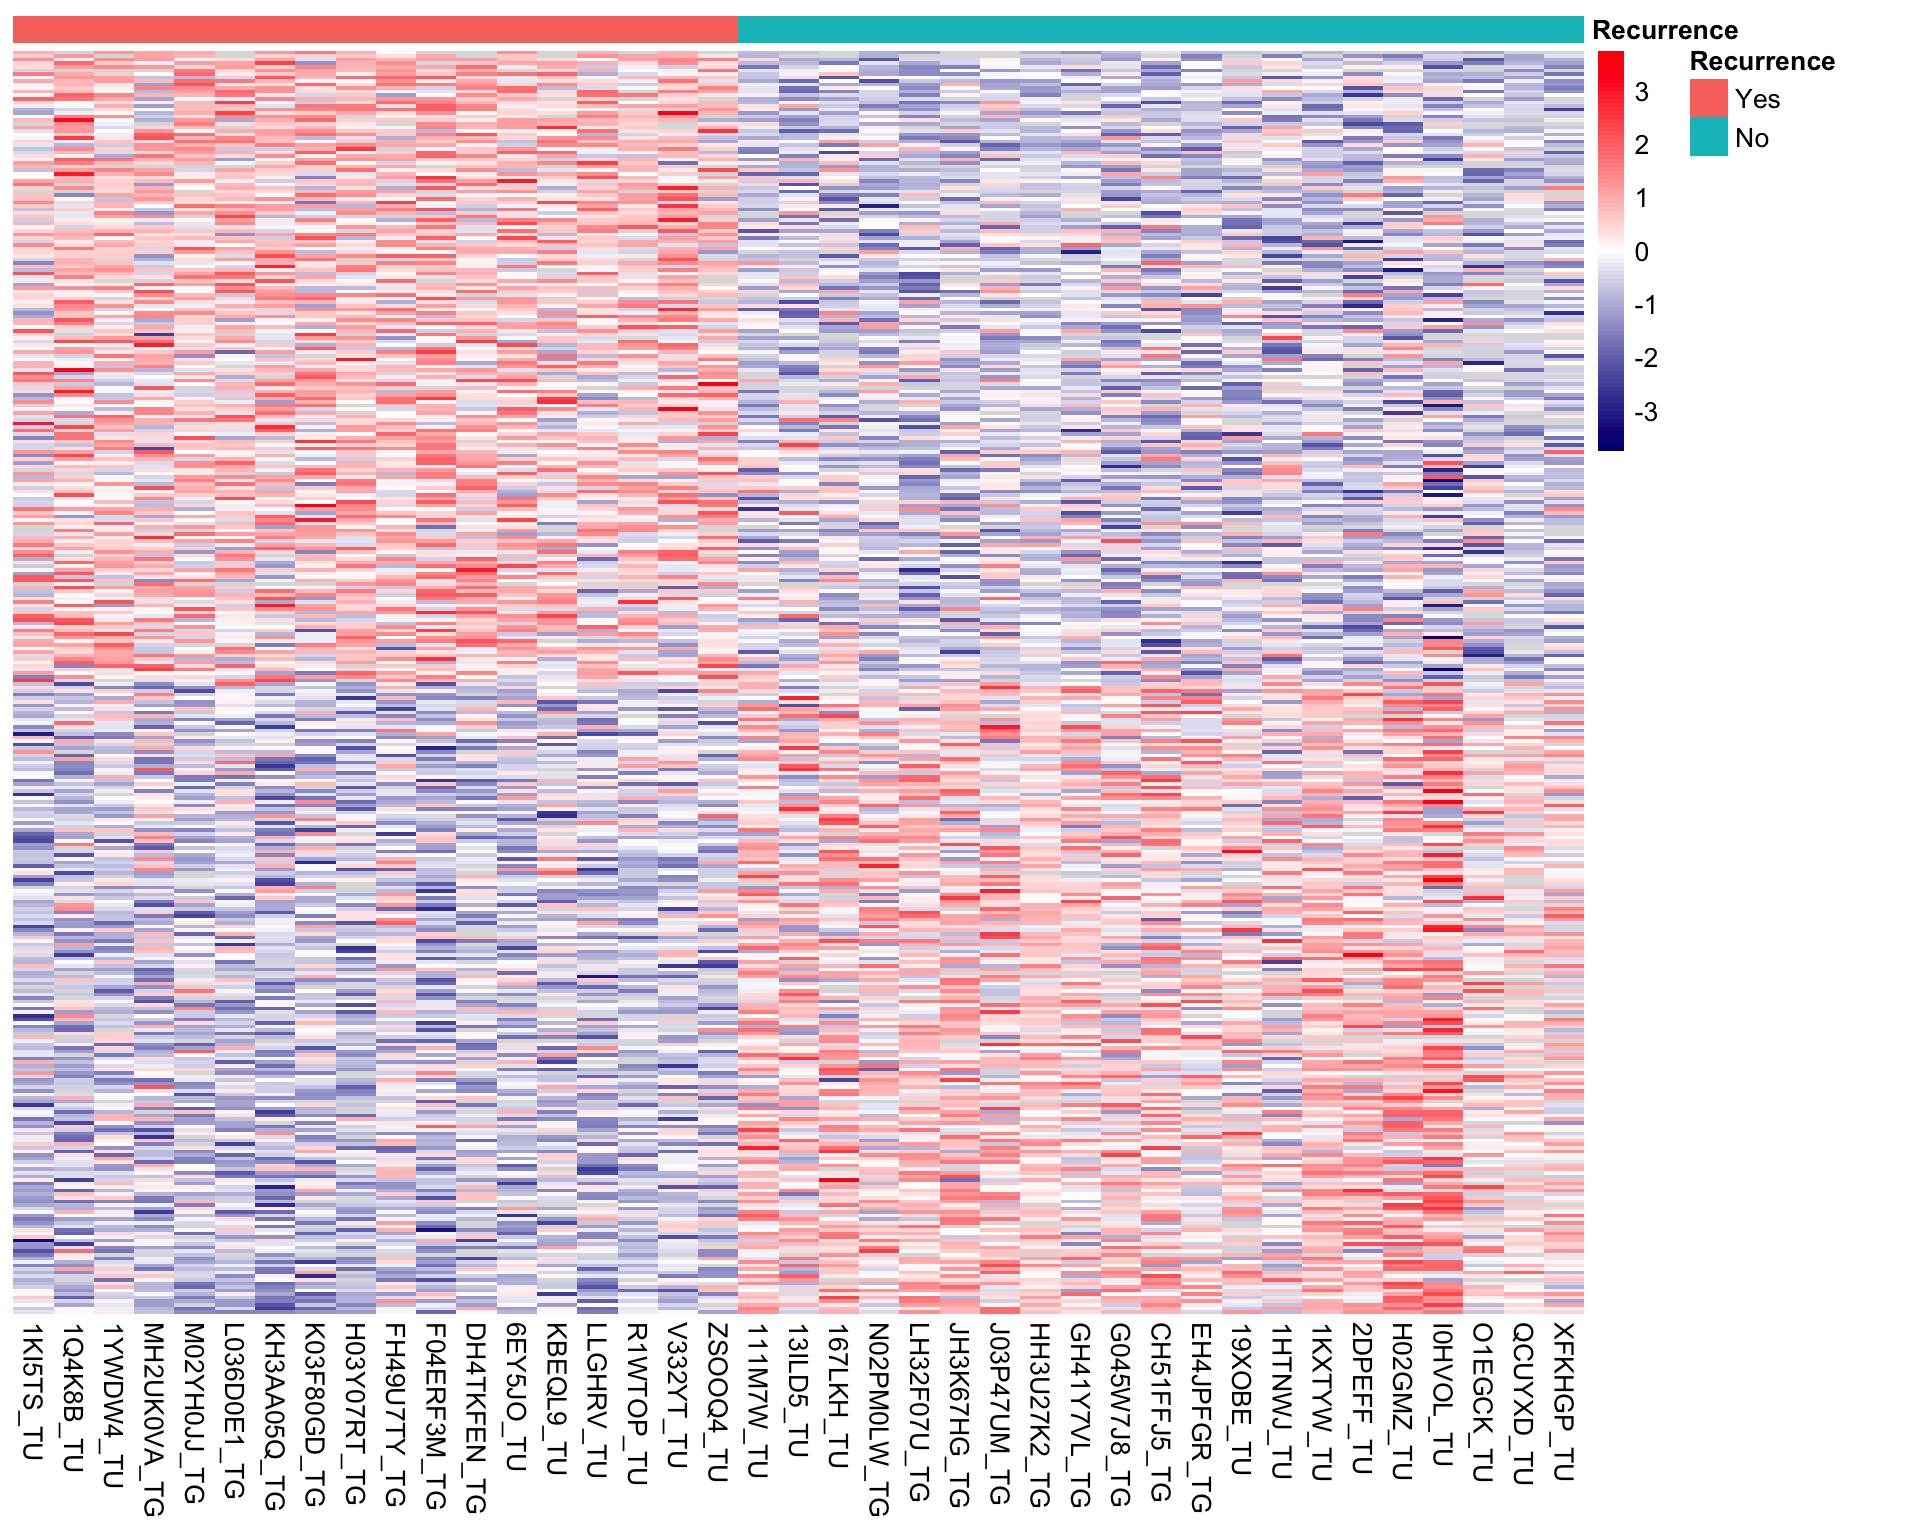 Recurrence
3
2
1
0
-1
-2
-3
Recurrence
Yes
No
1KI5TS_TU
1Q4K8B_TU
1YWDW4_TU
MH2UK0VA_TG
M02YH0JJ_TG
L036D0E1_TG
KH3AA05Q_TG
K03F80GD_TG
H03Y07RT_TG
FH49U7TY_TG
F04ERF3M_TG
DH4TKFEN_TG
6EY5JO_TU
KBEQL9_TU
LLGHRV_TU
R1WTOP_TU
V332YT_TU
ZSOOQ4_TU
111M7W_TU
13ILD5_TU
167LKH_TU
N02PM0LW_TG
LH32F07U_TG
JH3K67HG_TG
J03P47UM_TG
HH3U27K2_TG
GH41Y7VL_TG
G045W7J8_TG
CH51FFJ5_TG
EH4JPFGR_TG
19XOBE_TU
1HTNWJ_TU
1KXTYW_TU
2DPEFF_TU
H02GMZ_TU
I0HVOL_TU
O1EGCK_TU
QCUYXD_TU
XFKHGP_TU